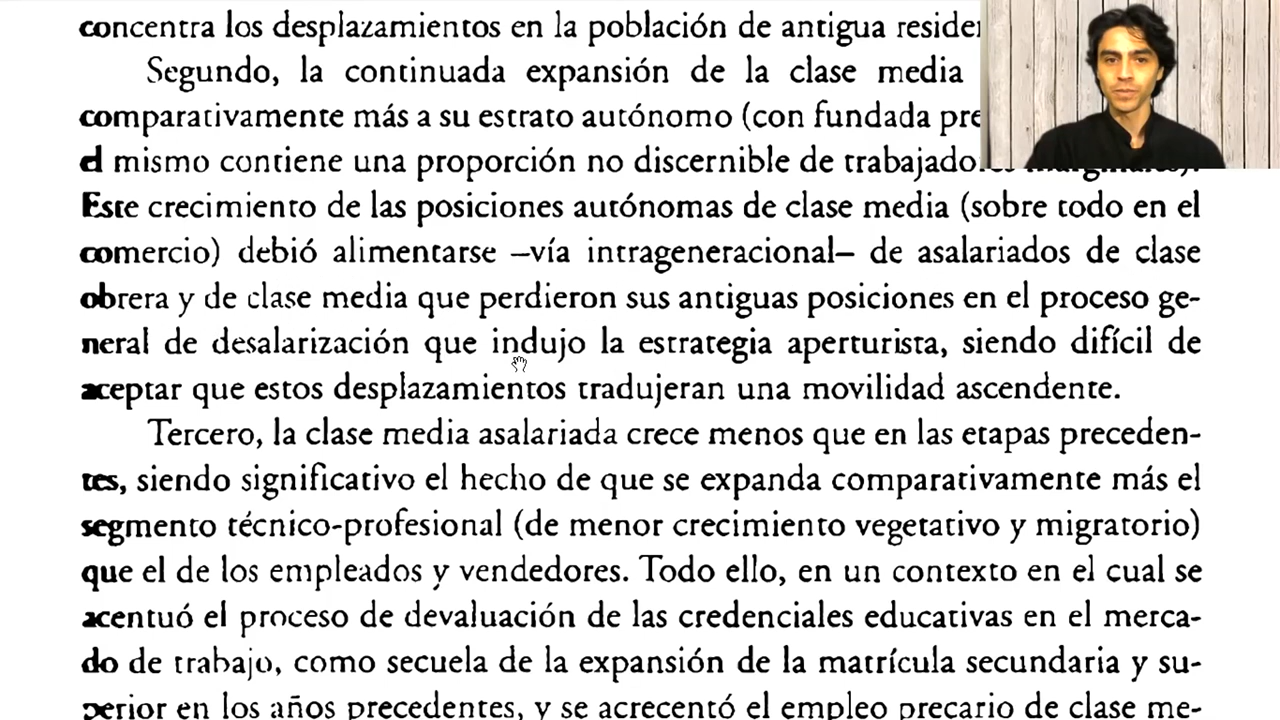 concentra los desplazamientos en la población de antigua
Segundo, la continuada expansión de la clase media
comparativamente más a su estrato autónomo (con fundada
el mismo contiene una proporción no discernible de
Este crecimiento de las posiciones autónomas de clase media (sobre todo en el
comercio) debió alimentarse –vía intrageneracional– de asalariados de clase
obrera y de clase media que perdieron sus antiguas posiciones en el proceso ge-
neral de desalarización que indujo la estrategia aperturista, siendo difícil de
aceptar que estos desplazamientos tradujeran una movilidad ascendente.
Tercero, la clase media asalariada crece menos que en las etapas preceden-
tes, siendo significativo el hecho de que se expanda comparativamente más el
segmento técnico-profesional (de menor crecimiento vegetativo y migratorio)
que el de los empleados y vendedores. Todo ello, en un contexto en el cual se
acentuó el proceso de devaluación de las credenciales educativas en el merca-
do de trabajo, como secuela de la expansión de la matrícula secundaria y su-
perior en los años precedentes, y se acrecentó el empleo precario de clase me-